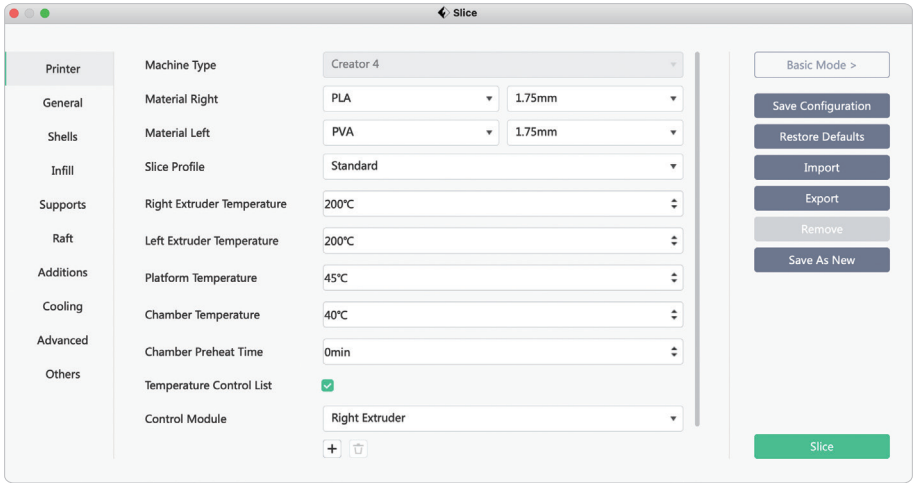 Slice
Printer
General
Shells
Infill
Supports
Raft
Additions
Cooling
Advanced
Others
Machine Type Creator 4
Material Right PLA 1.75mm
Material Left PVA 1.75mm
Slice Profile Standard
Right Extruder Temperature 200℃
Left Extruder Temperature 200℃
Platform Temperature 45℃
Chamber Temperature 40℃
Chamber Preheat Time 0min
Temperature Control List
Control Module Right Extruder
Basic Mode >
Save Configuration
Restore Defaults
Import
Export
Remove
Save As New
Slice